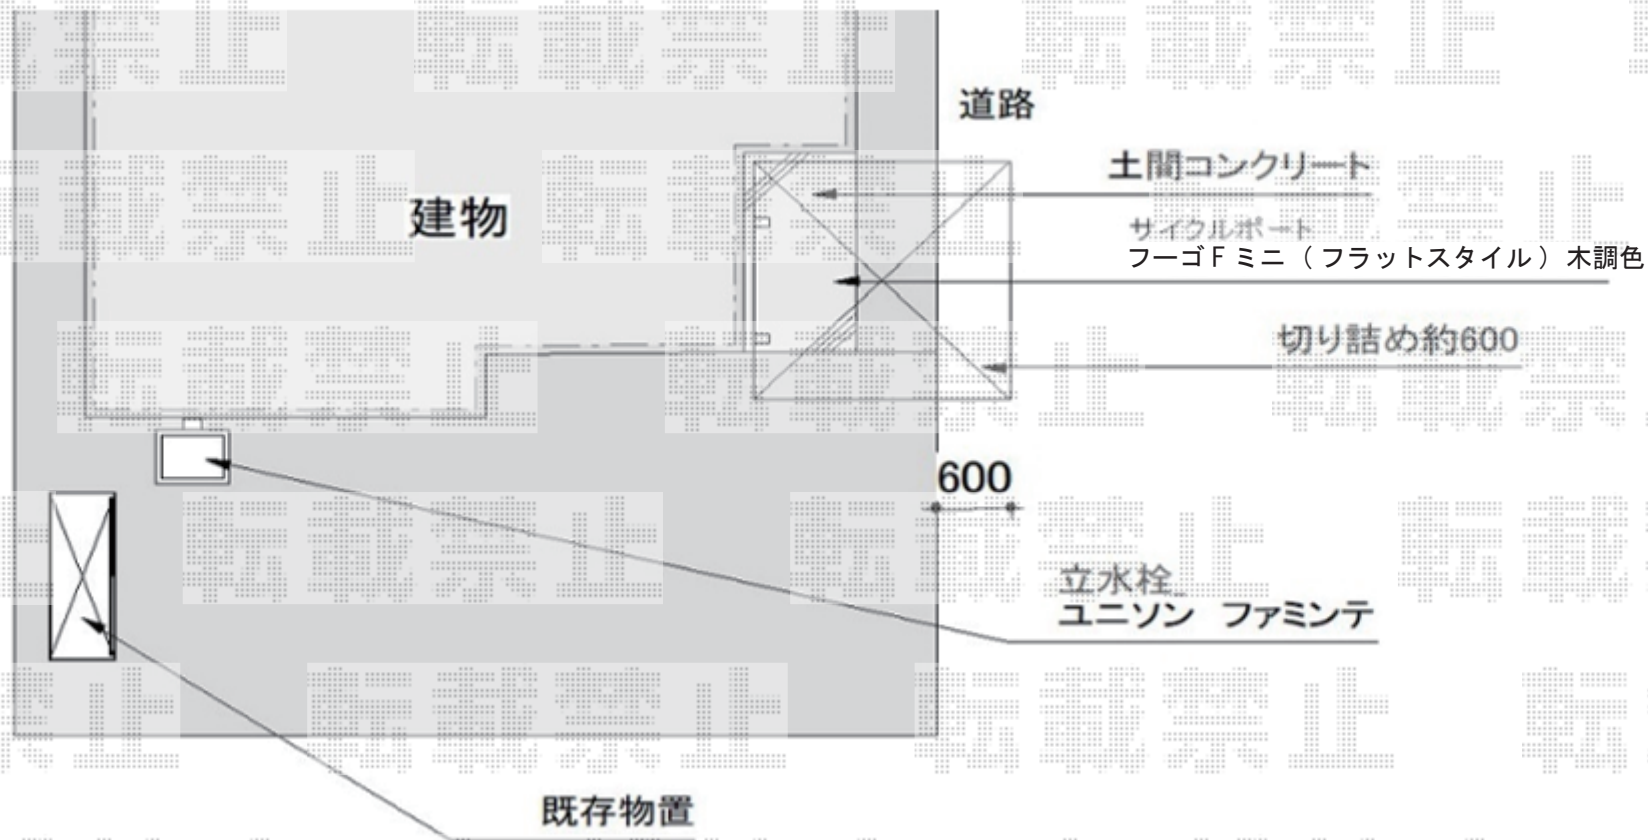 道路
土間コンクリート
建物
サイクルポート
フーゴF ミニ（フラットスタイル）木調色
切り詰め約600
600
立水栓
ユニソン ファミンテ
既存物置
転載禁止